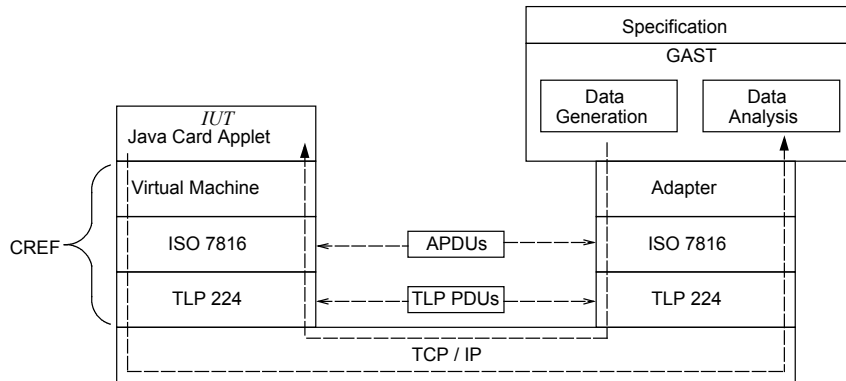 Specification
GAST
Data
Generation
Data
Analysis
IUT
Java Card Applet
Virtual Machine
Adapter
CREF
ISO 7816
APDUs
ISO 7816
TLP 224
TLP PDUs
TLP 224
TCP / IP